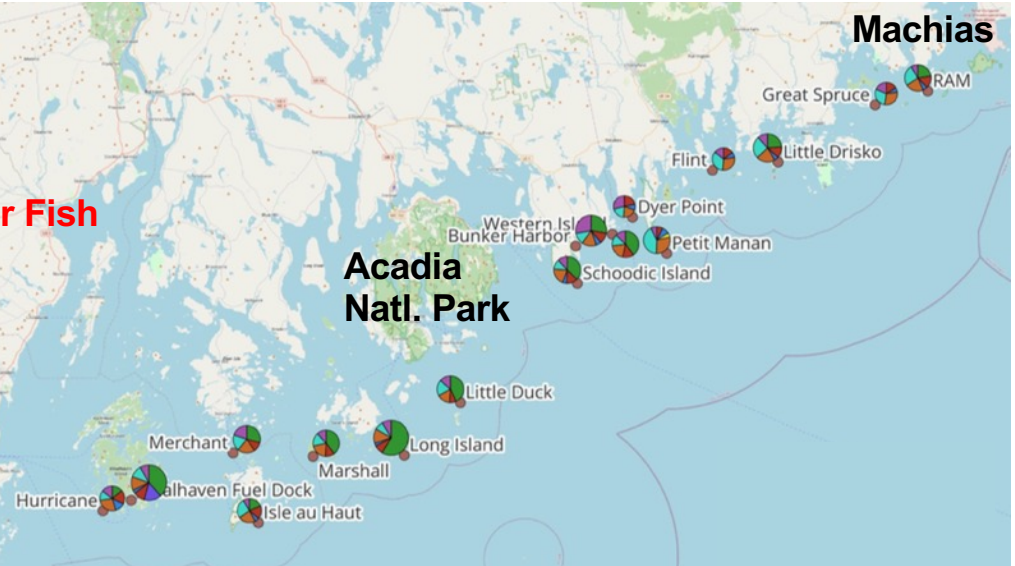 Machias
RAM
Great Spruce
Little Drisko
Flint
Dyer Point
Western Isl
Bunker Harbor
Petit Manan
r Fish
Acadia
Natl. Park
Schoodic Island
Little Duck
Merchant
Long Island
Marshall
alhaven Fuel Dock
Hurricane
Isle au Haut